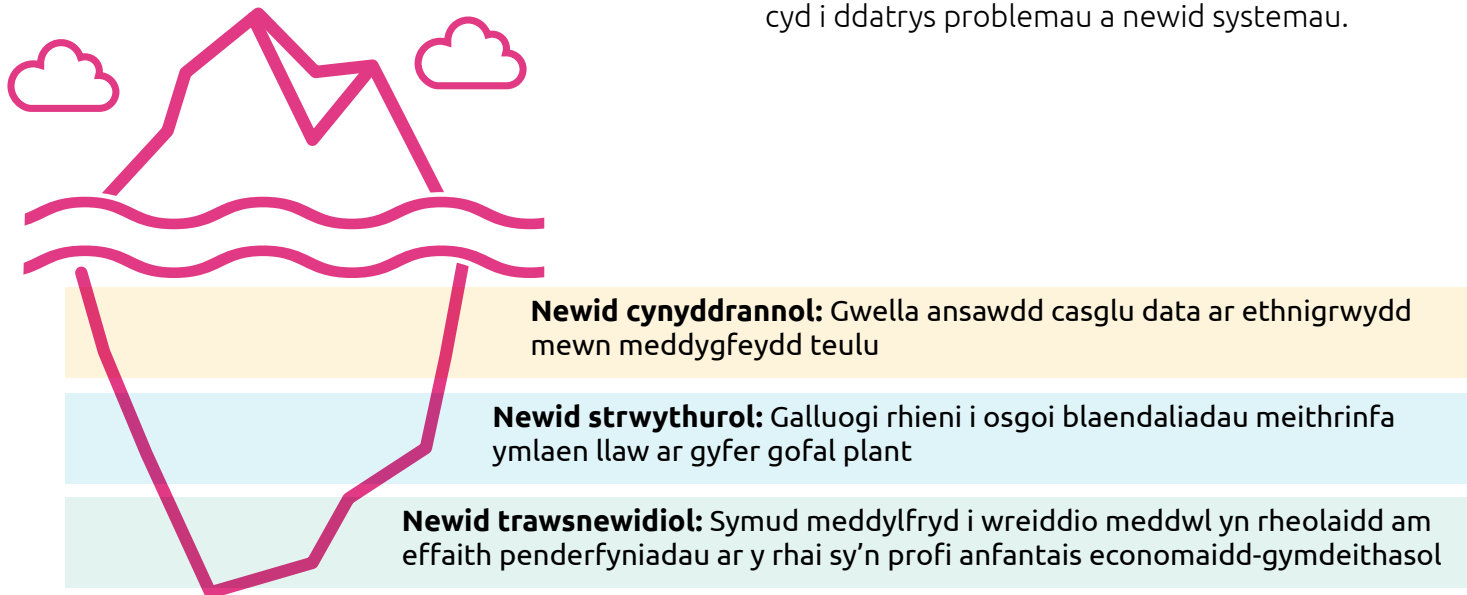 cyd i ddatrys problemau a newid systemau.
Newid cynyddrannol: Gwella ansawdd casglu data ar ethnigrwydd
mewn meddygfeydd teulu
Newid strwythurol: Galluogi rhieni i osgoi blaendaliadau meithrinfa
ymlaen llaw ar gyfer gofal plant
Newid trawsnewidiol: Symud meddylfryd i wreiddio meddwl yn rheolaidd am
effaith penderfyniadau ar y rhai sy’n profi anfantais economaidd-gymdeithasol